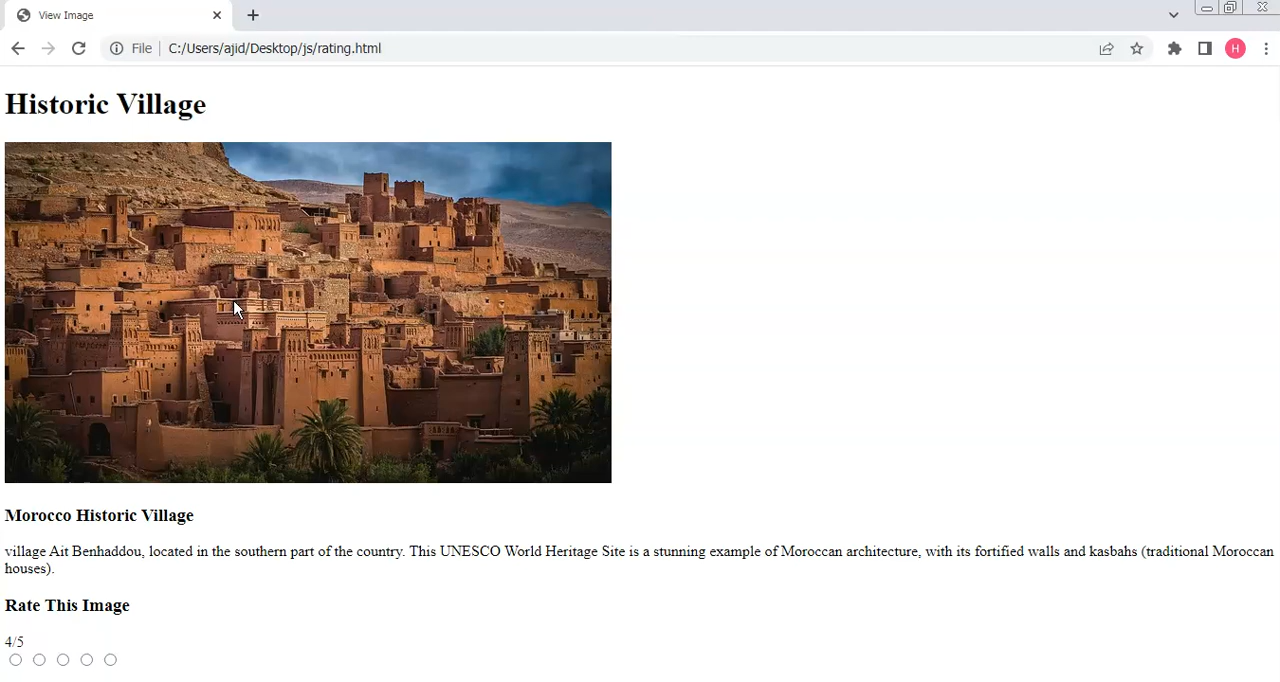 View Image
File C:/Users/ajid/Desktop/js/rating.html
H
Historic Village
Morocco Historic Village
village Ait Benhaddou, located in the southern part of the country. This UNESCO World Heritage Site is a stunning example of Moroccan architecture, with its fortified walls and kasbahs (traditional Moroccan
houses).
Rate This Image
4/5